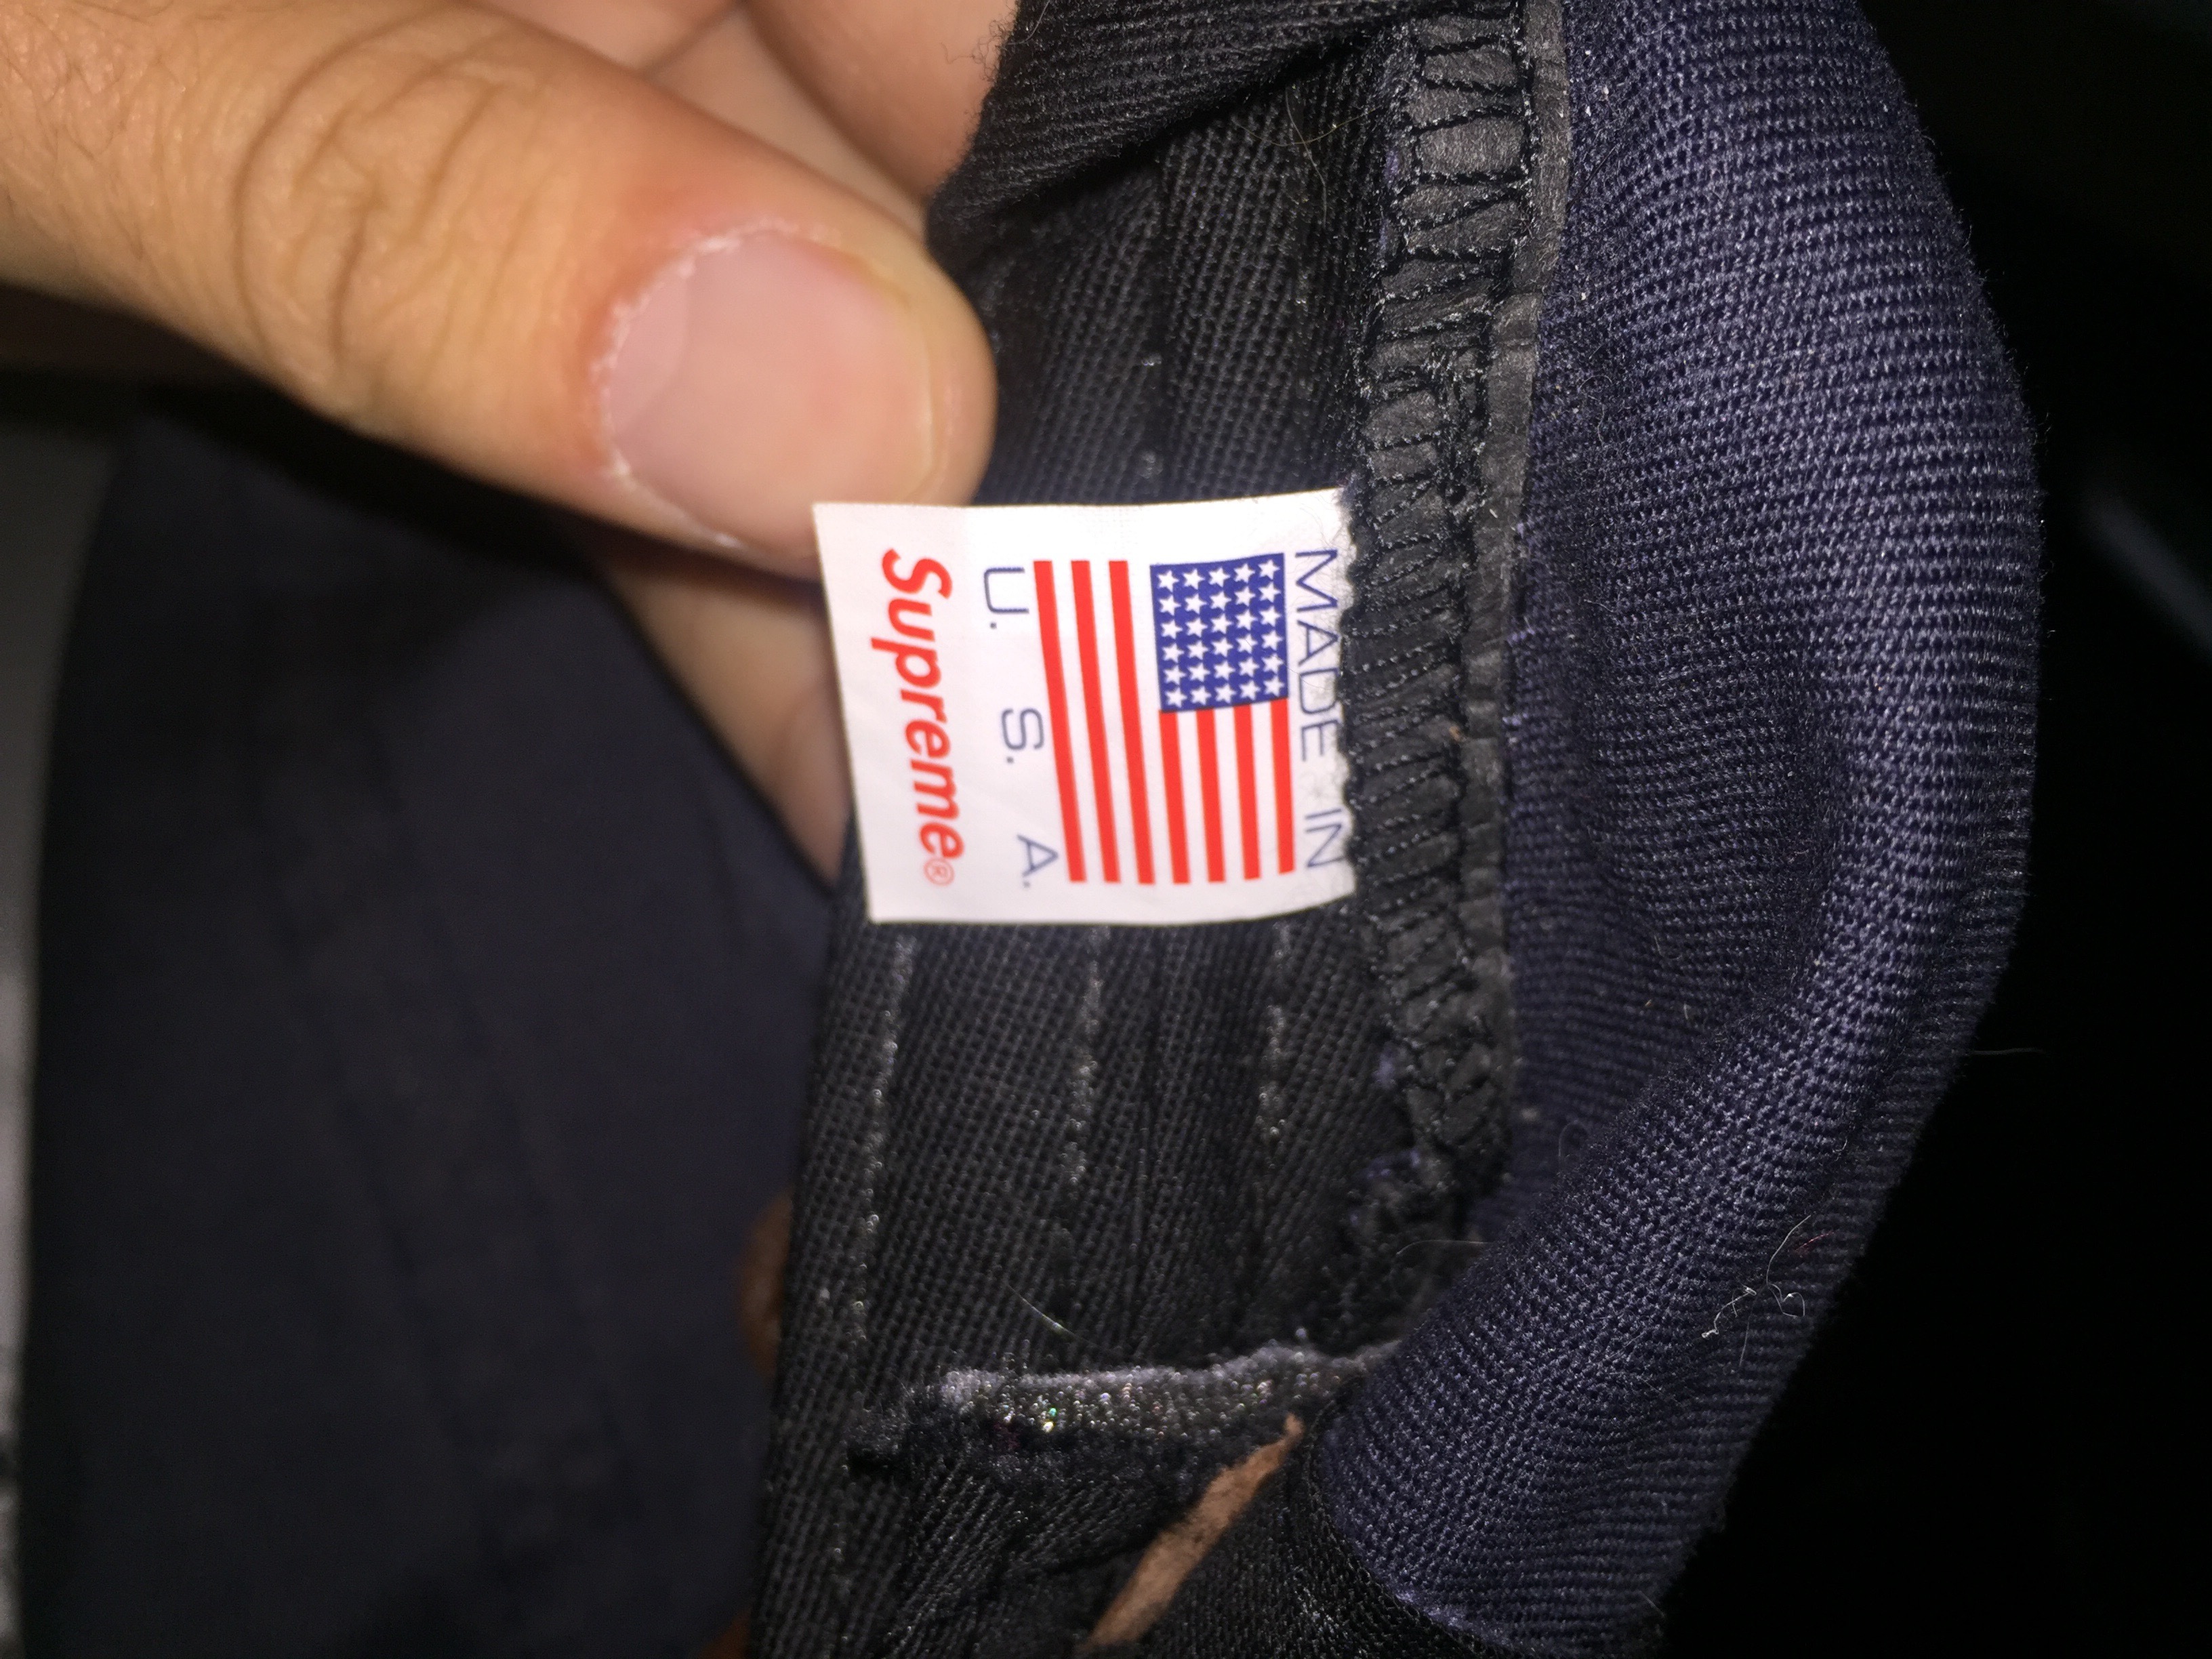 MADE IN
U. S. A.
Supreme®